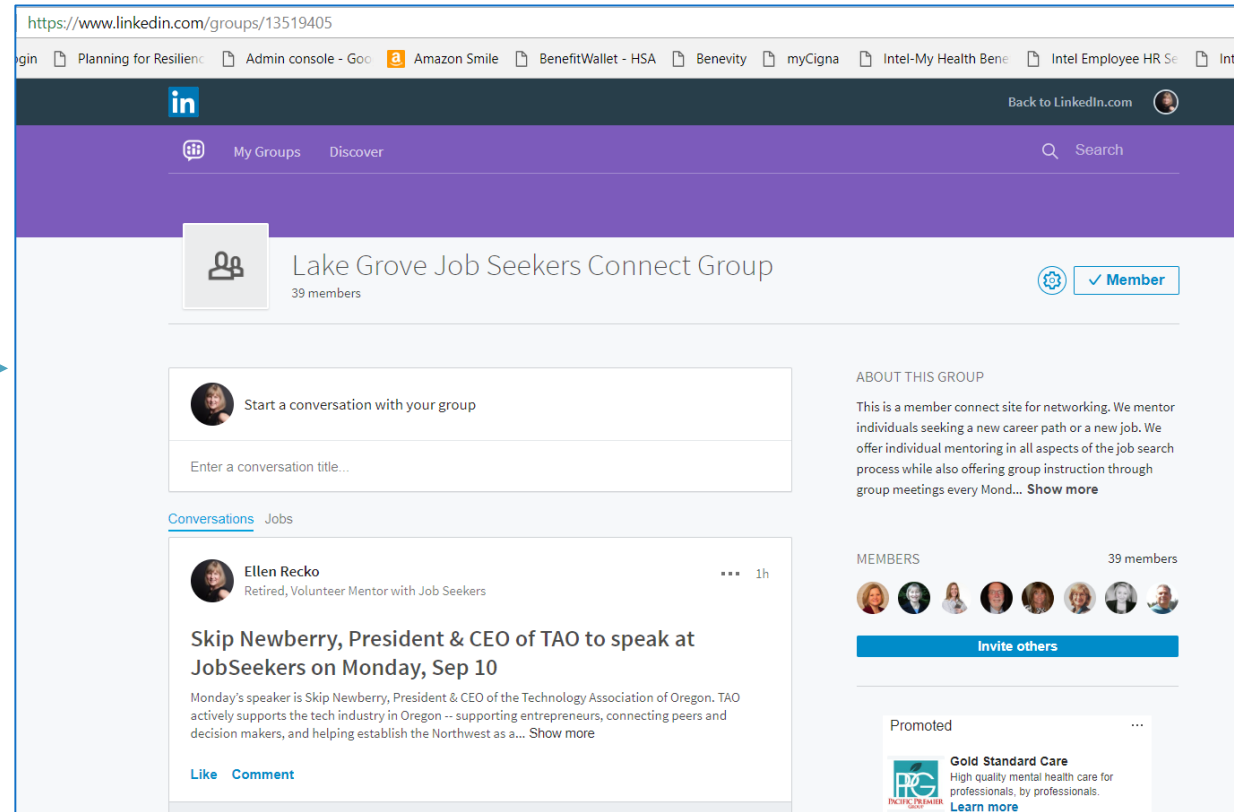 https://www.linkedin.com/groups/13519405
gin Planning for Resilienc Admin console - Goo a Amazon Smile BenefitWallet - HSA Benevity myCigna Intel-My Health Bene Intel Employee HR Se Int
in Back to LinkedIn.com
My Groups Discover Search
Lake Grove Job Seekers Connect Group
39 members
Member
Start a conversation with your group
Enter a conversation title...
Conversations Jobs
Ellen Recko
Retired, Volunteer Mentor with Job Seekers
1h
Skip Newberry, President & CEO of TAO to speak at
JobSeekers on Monday, Sep 10
Monday's speaker is Skip Newberry, President & CEO of the Technology Association of Oregon. TAO
actively supports the tech industry in Oregon -- supporting entrepreneurs, connecting peers and
decision makers, and helping establish the Northwest as a... Show more
Like Comment
ABOUT THIS GROUP
This is a member connect site for networking. We mentor
individuals seeking a new career path or a new job. We
offer individual mentoring in all aspects of the job search
process while also offering group instruction through
group meetings every Mond... Show more
MEMBERS 39 members
Invite others
Promoted
PPG
PACIFIC PREMIER
GROUP
Gold Standard Care
High quality mental health care for
professionals, by professionals.
Learn more